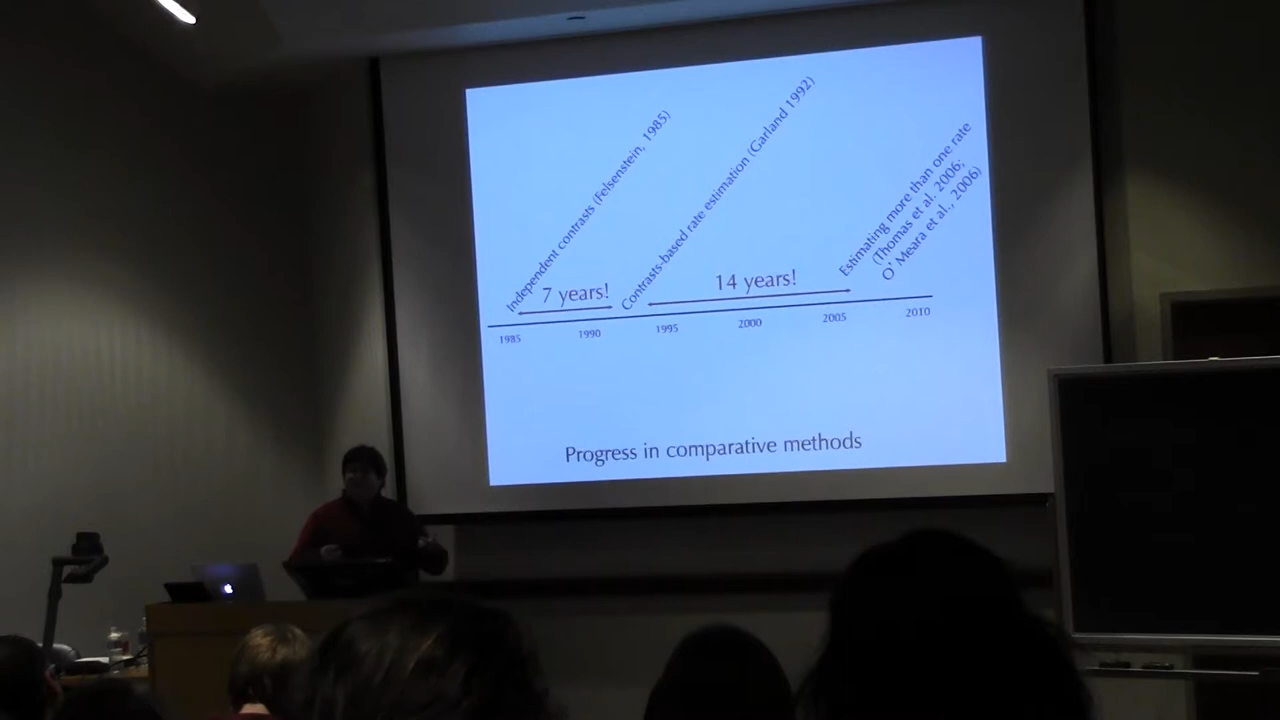 Independent contrasts (Felsenstein, 1985)
Contrasts-based rate estimation (Garland 1992)
Estimating more than one rate
(Thomas et al. 2006;
O' Meara et al., 2006)
7 years!
14 years!
1985
1990
1995
2000
2005
2010
Progress in comparative methods